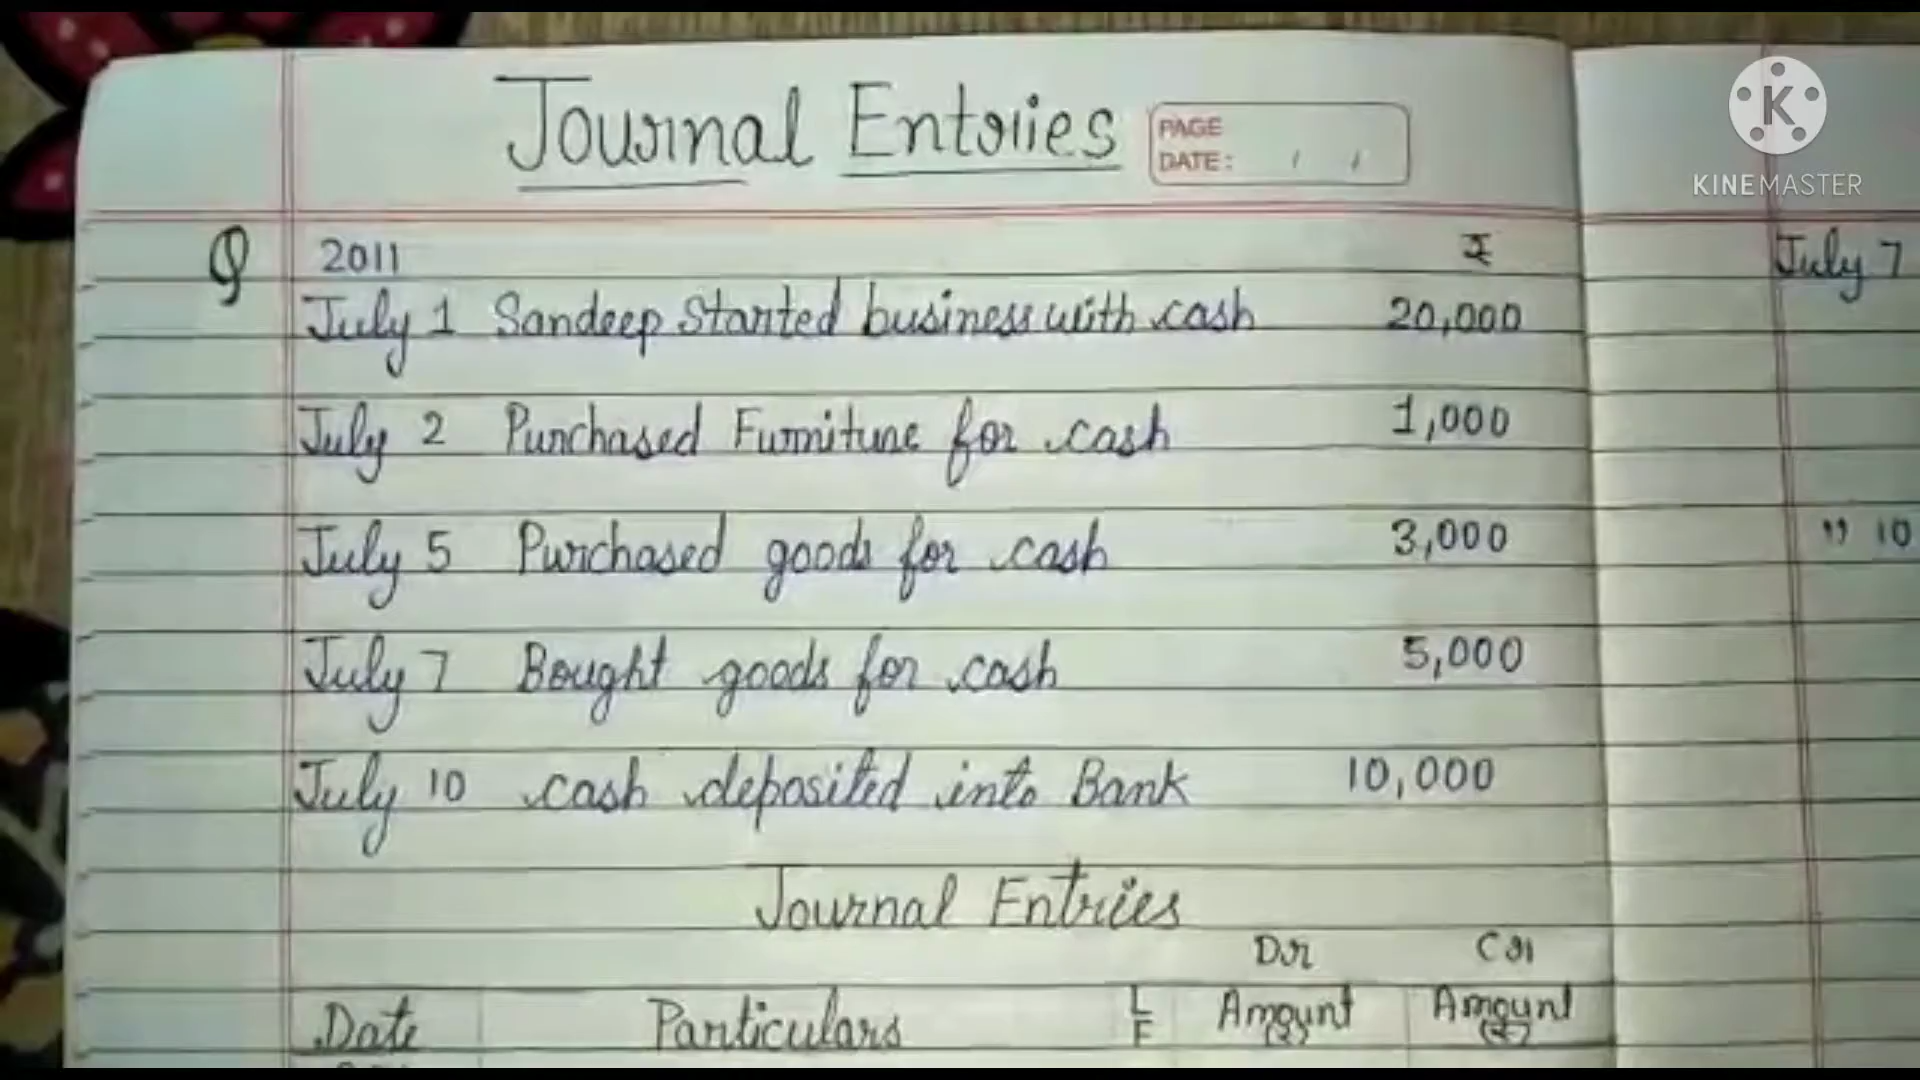 Journal Entries
PAGE
DATE: / /
KINEMASTER
Q 2011 ₹
July 1 Sandeep Started business with cash 20,000
July 2 Purchased Furniture for cash 1,000
July 5 Purchased goods for cash 3,000
July 7 Bought goods for cash 5,000
July 10 cash deposited into Bank 10,000
Journal Entries
Dr Cr
Date Particulars L F Amount (₹) Amount (₹)
July 7
" 10